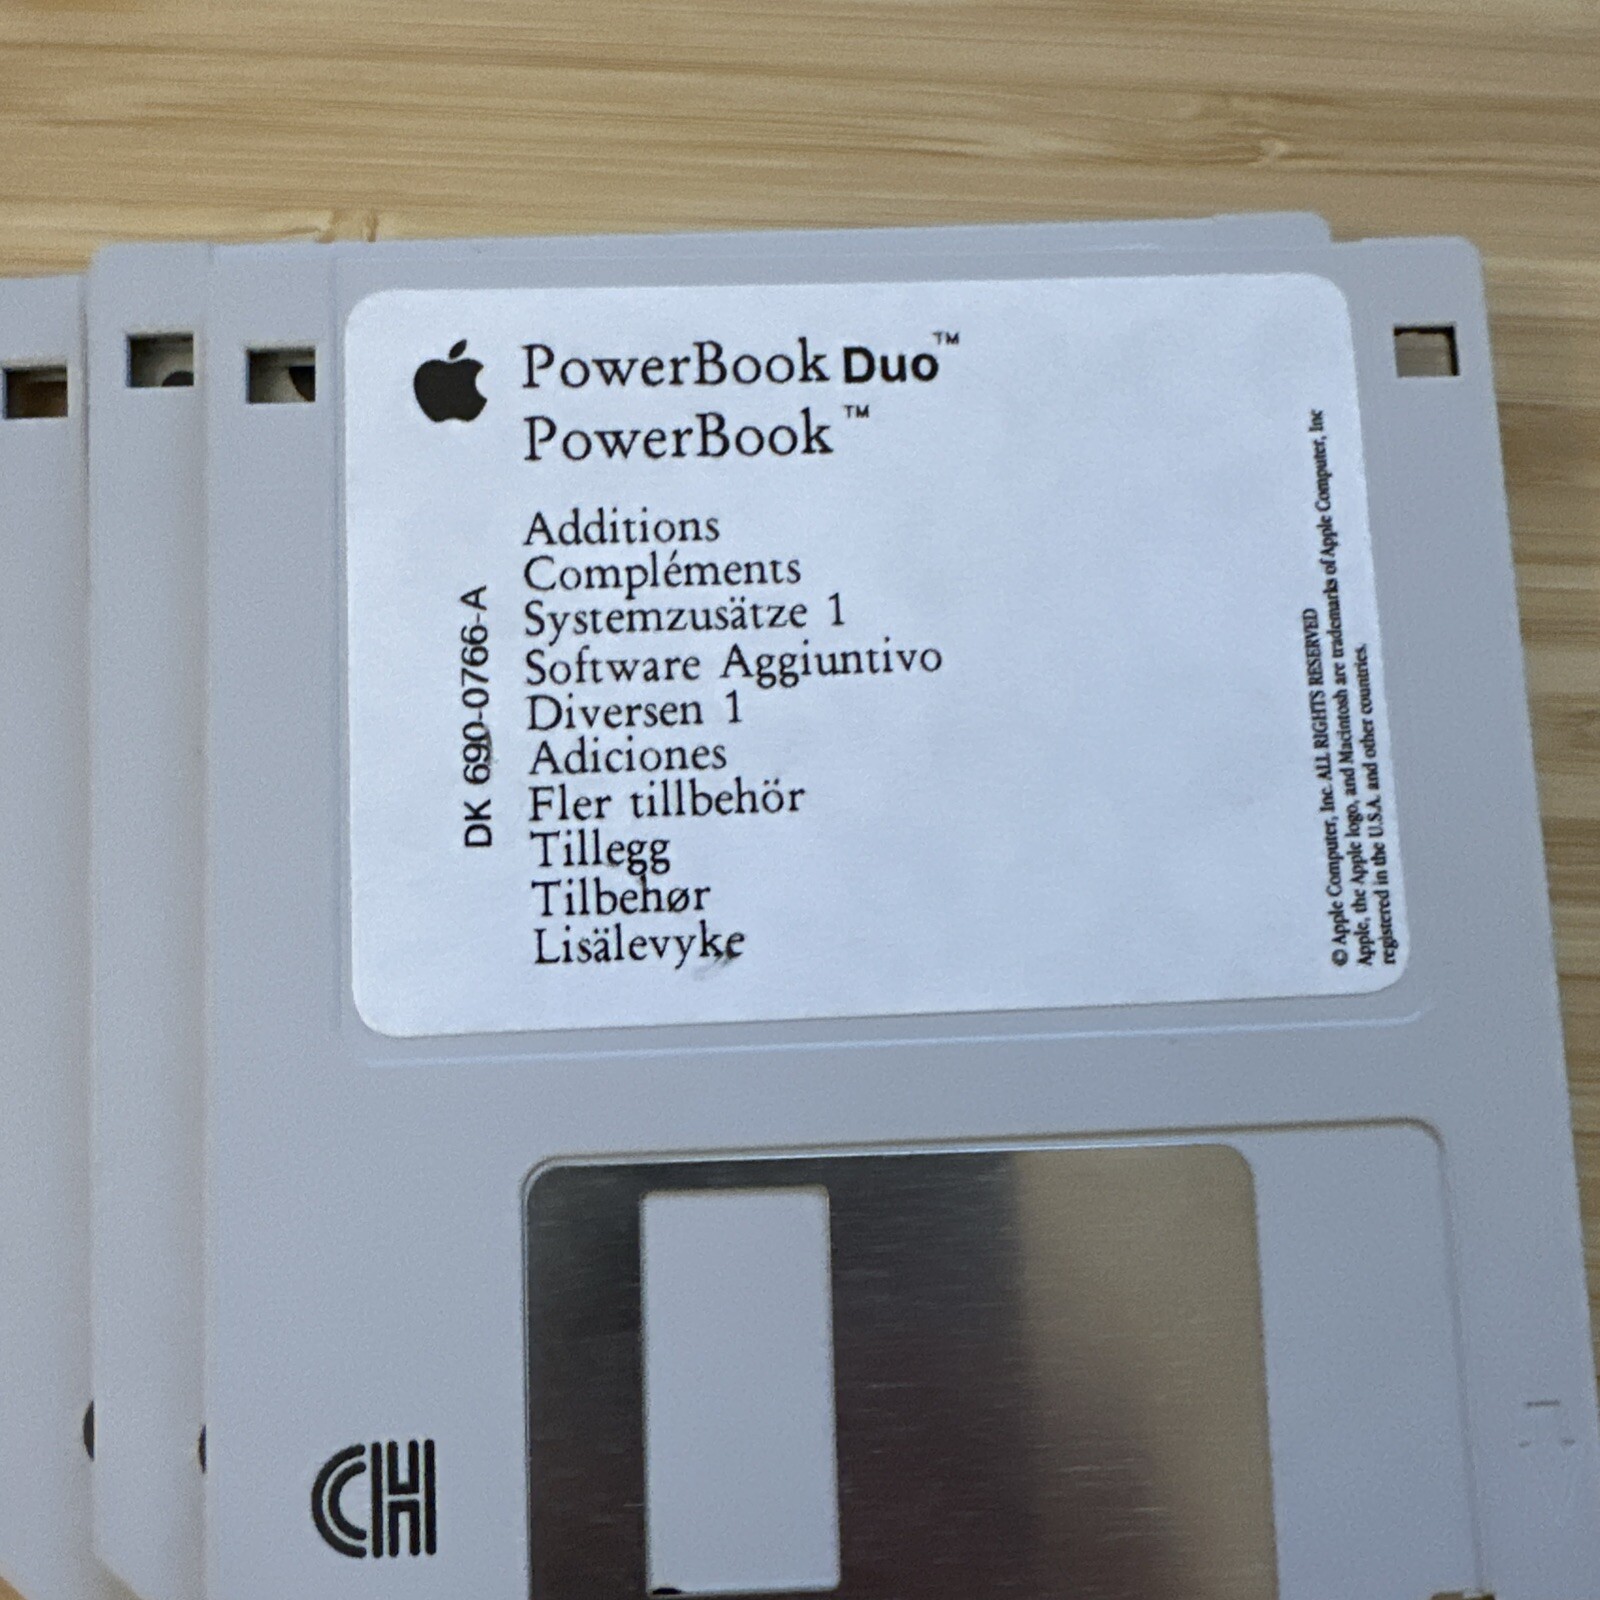 PowerBook Duo™
PowerBook™
Additions
Compléments
Systemzusätze 1
Software Aggiuntivo
Diversen 1
Adiciones
Fler tillbehör
Tillegg
Tilbehør
Lisälevyke
DK 690-0766-A
© Apple Computer, Inc. ALL RIGHTS RESERVED
Apple, the Apple logo, and Macintosh are trademarks of Apple Computer, Inc
registered in the U.S.A. and other countries.
CH